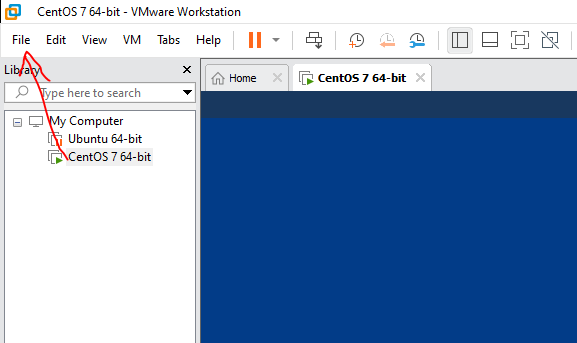 CentOS 7 64-bit - VMware Workstation
File Edit View VM Tabs Help
Library
Type here to search
Home CentOS 7 64-bit
My Computer
Ubuntu 64-bit
CentOS 7 64-bit